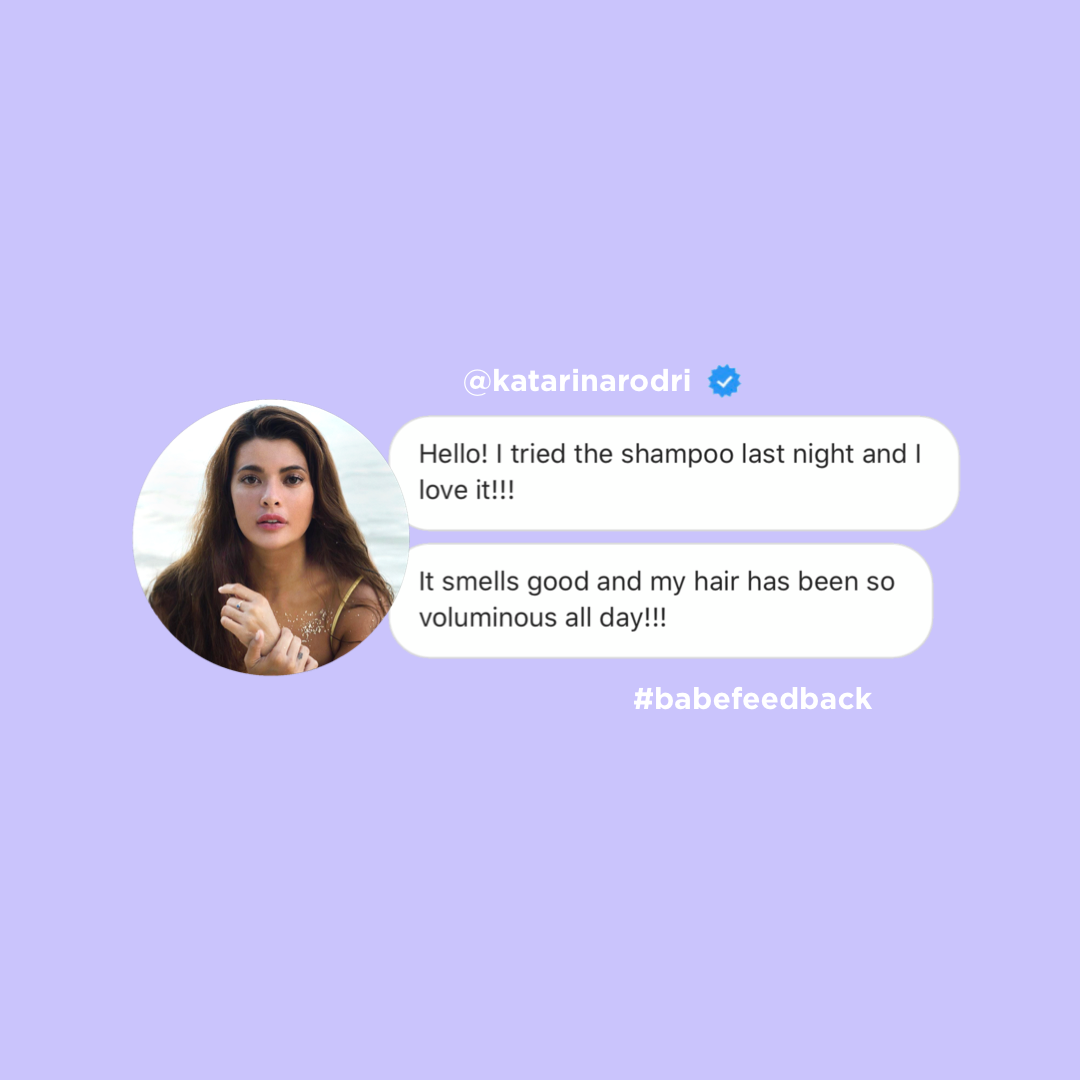 @katarinarodri
Hello! I tried the shampoo last night and I
love it!!!
It smells good and my hair has been so
voluminous all day!!!
#babefeedback